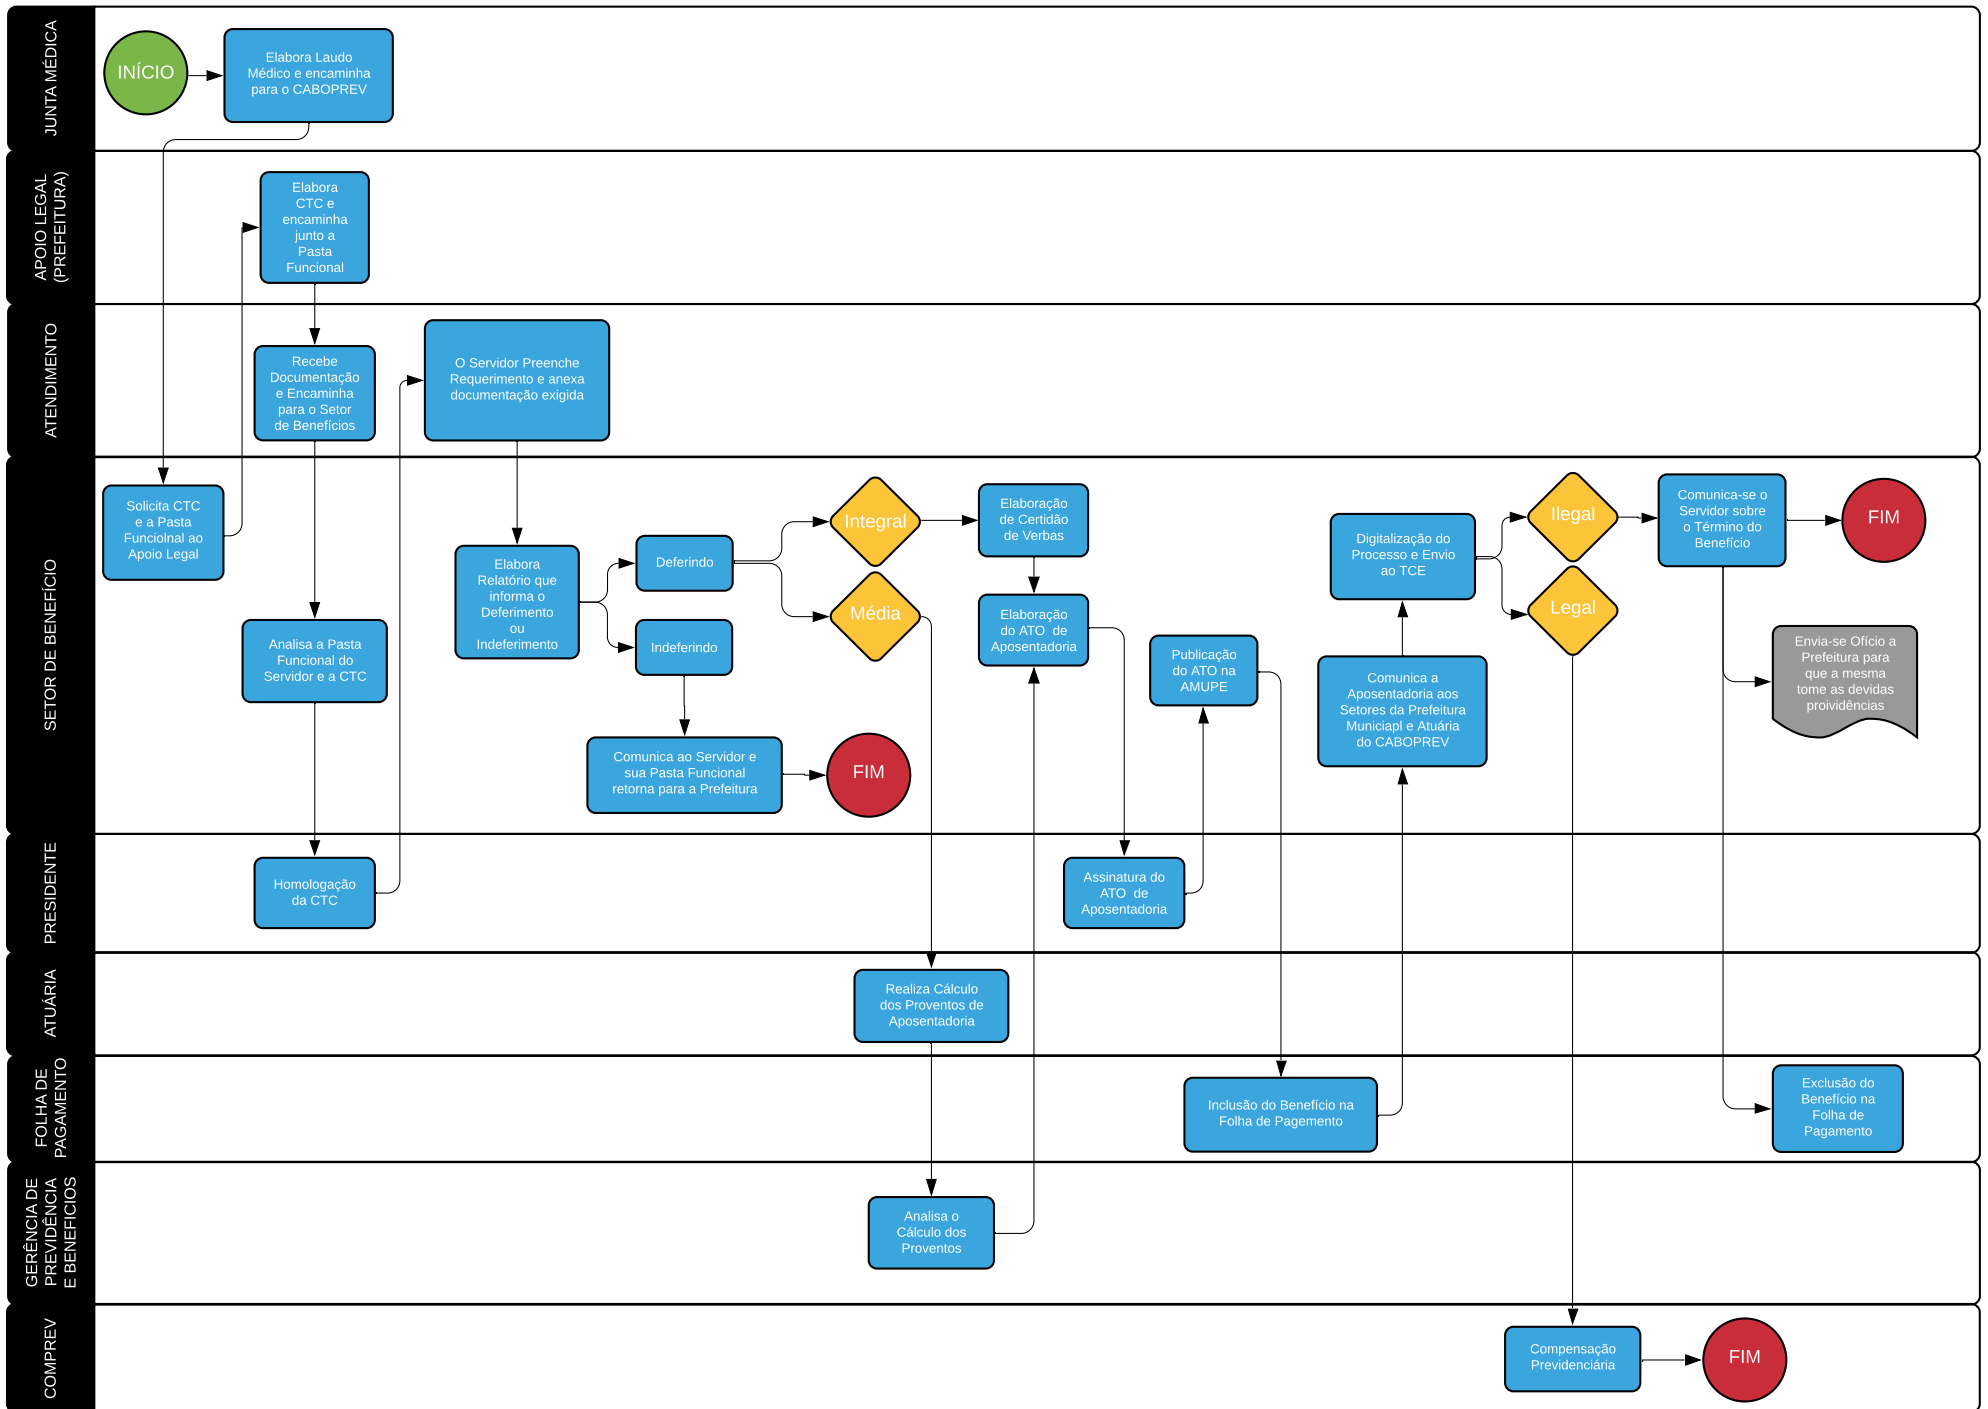 JUNTA MÉDICA
INÍCIO
Elabora Laudo
Médico e encaminha
para o CABOPREV
APOIO LEGAL
(PREFEITURA)
Elabora
CTC e
encaminha
junto a
Pasta
Funcional
ATENDIMENTO
Recebe
Documentação
e Encaminha
para o Setor
de Benefícios
O Servidor Preenche
Requerimento e anexa
documentação exigida
SETOR DE BENEFÍCIO
Solicita CTC
e a Pasta
Funciolnal ao
Apoio Legal
Analisa a Pasta
Funcional do
Servidor e a CTC
Elabora
Relatório que
informa o
Deferimento
ou
Indeferimento
Deferindo
Indeferindo
Comunica ao Servidor e
sua Pasta Funcional
retorna para a Prefeitura
FIM
Integral
Média
Elaboração
de Certidão
de Verbas
Elaboração
do ATO  de
Aposentadoria
Publicação
do ATO na
AMUPE
Digitalização do
Processo e Envio
ao TCE
Comunica a
Aposentadoria aos
Setores da Prefeitura
Municiapl e Atuária
do CABOPREV
Ilegal
Legal
Comunica-se o
Servidor sobre
o Término do
Benefício
FIM
Envia-se Ofício a
Prefeitura para
que a mesma
tome as devidas
proividências
PRESIDENTE
Homologação
da CTC
Assinatura do
ATO  de
Aposentadoria
ATUÁRIA
Realiza Cálculo
dos Proventos de
Aposentadoria
FOLHA DE
PAGAMENTO
Inclusão do Benefício na
Folha de Pagemento
Exclusão do
Benefício na
Folha de
Pagamento
GERÊNCIA DE
PREVIDÊNCIA
E BENEFICIOS
Analisa o
Cálculo dos
Proventos
COMPREV
Compensação
Previdenciária
FIM